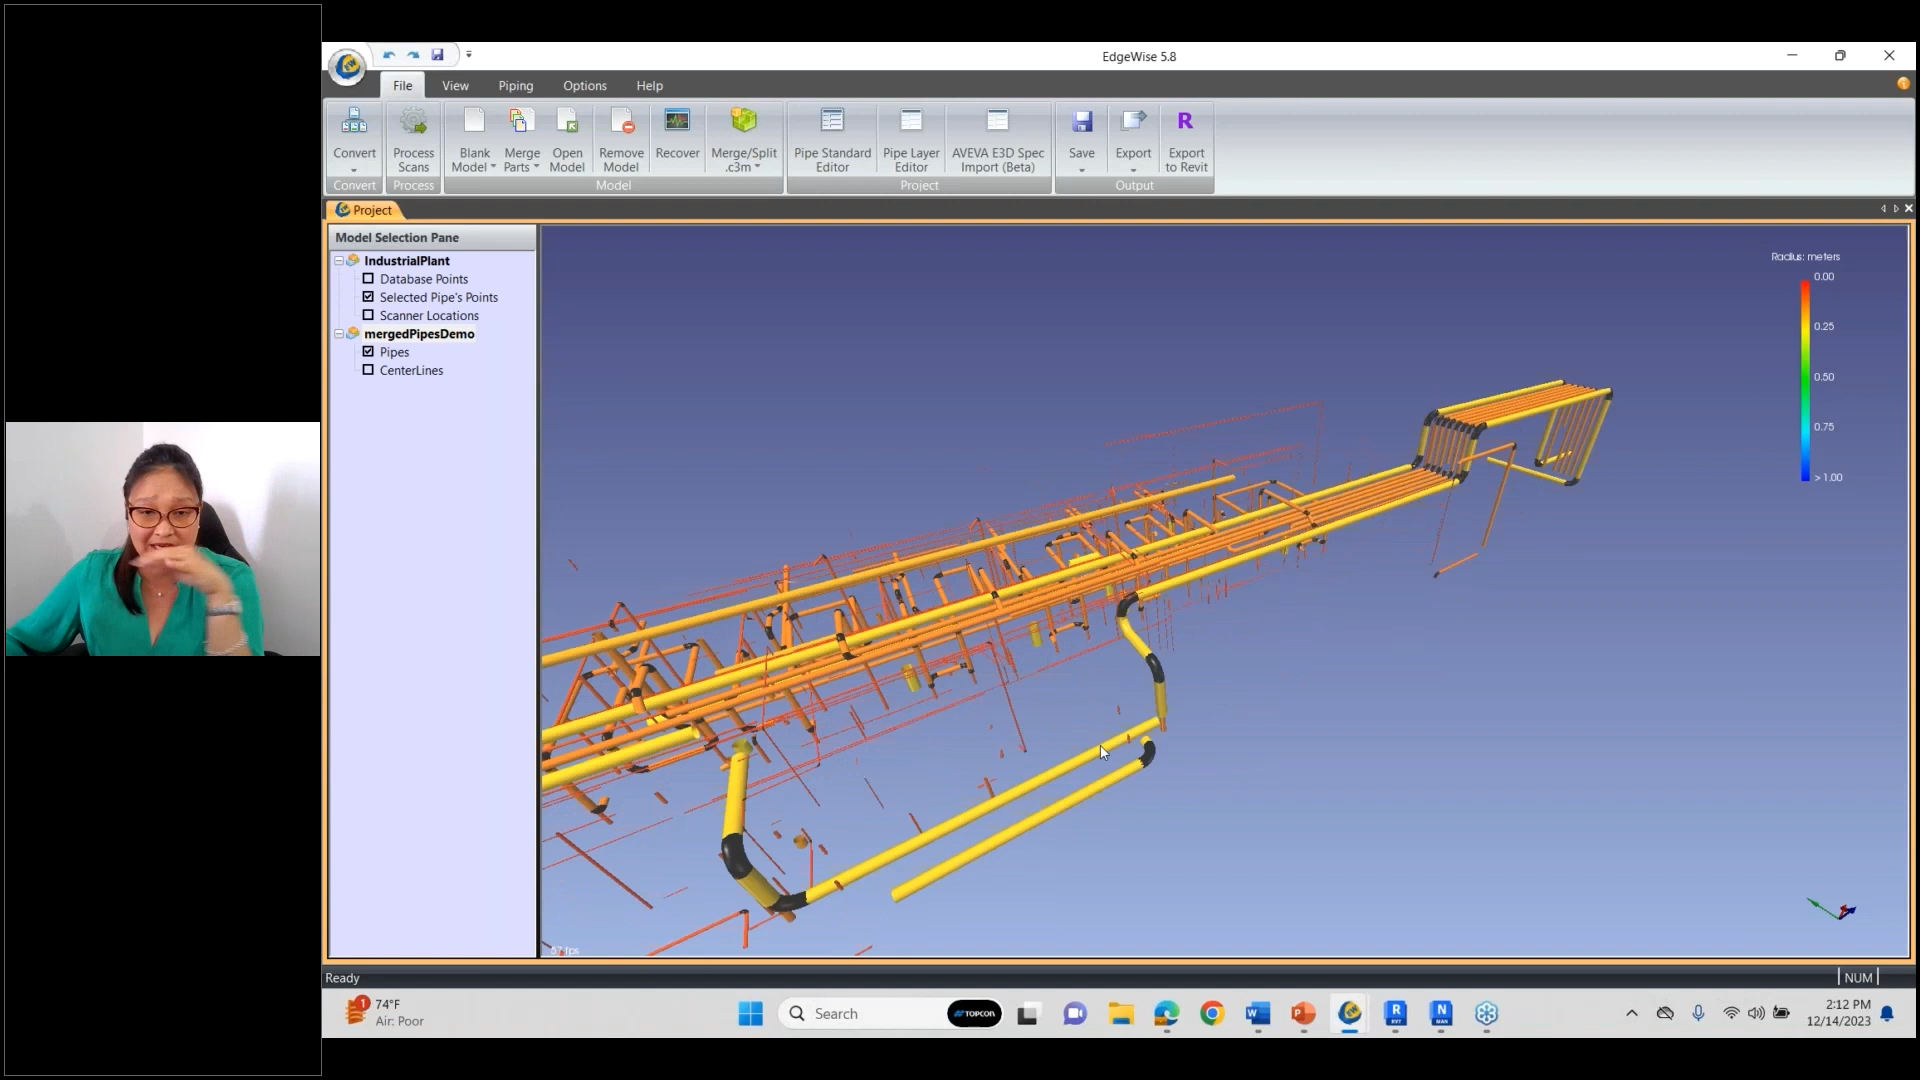 EdgeWise 5.8
File View Piping Options Help
Convert
Process Scans
Blank Model
Merge Parts
Open Model
Remove Model
Recover
Merge/Split .c3m
Pipe Standard Editor
Pipe Layer Editor
AVEVA E3D Spec Import (Beta)
Save
Export
R
Export to Revit
Convert Process Model Project Output
Project
Model Selection Pane
IndustrialPlant
Database Points
Selected Pipe's Points
Scanner Locations
mergedPipesDemo
Pipes
CenterLines
Radius: meters
0.00
0.25
0.50
0.75
> 1.00
57 fps
Ready
NUM
1
74°F
Air: Poor
Search
TOPCON
2:12 PM
12/14/2023